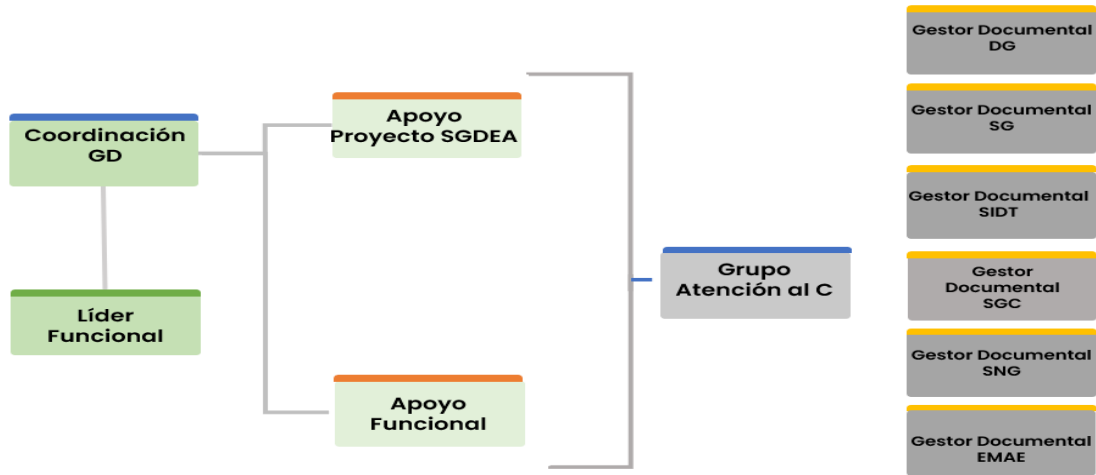 Coordinación
GD
Líder
Funcional
Apoyo
Proyecto SGDEA
Apoyo
Funcional
Grupo
Atención al C
Gestor Documental
DG
Gestor Documental
SG
Gestor Documental
SIDT
Gestor
Documental
SGC
Gestor Documental
SNG
Gestor Documental
EMAE